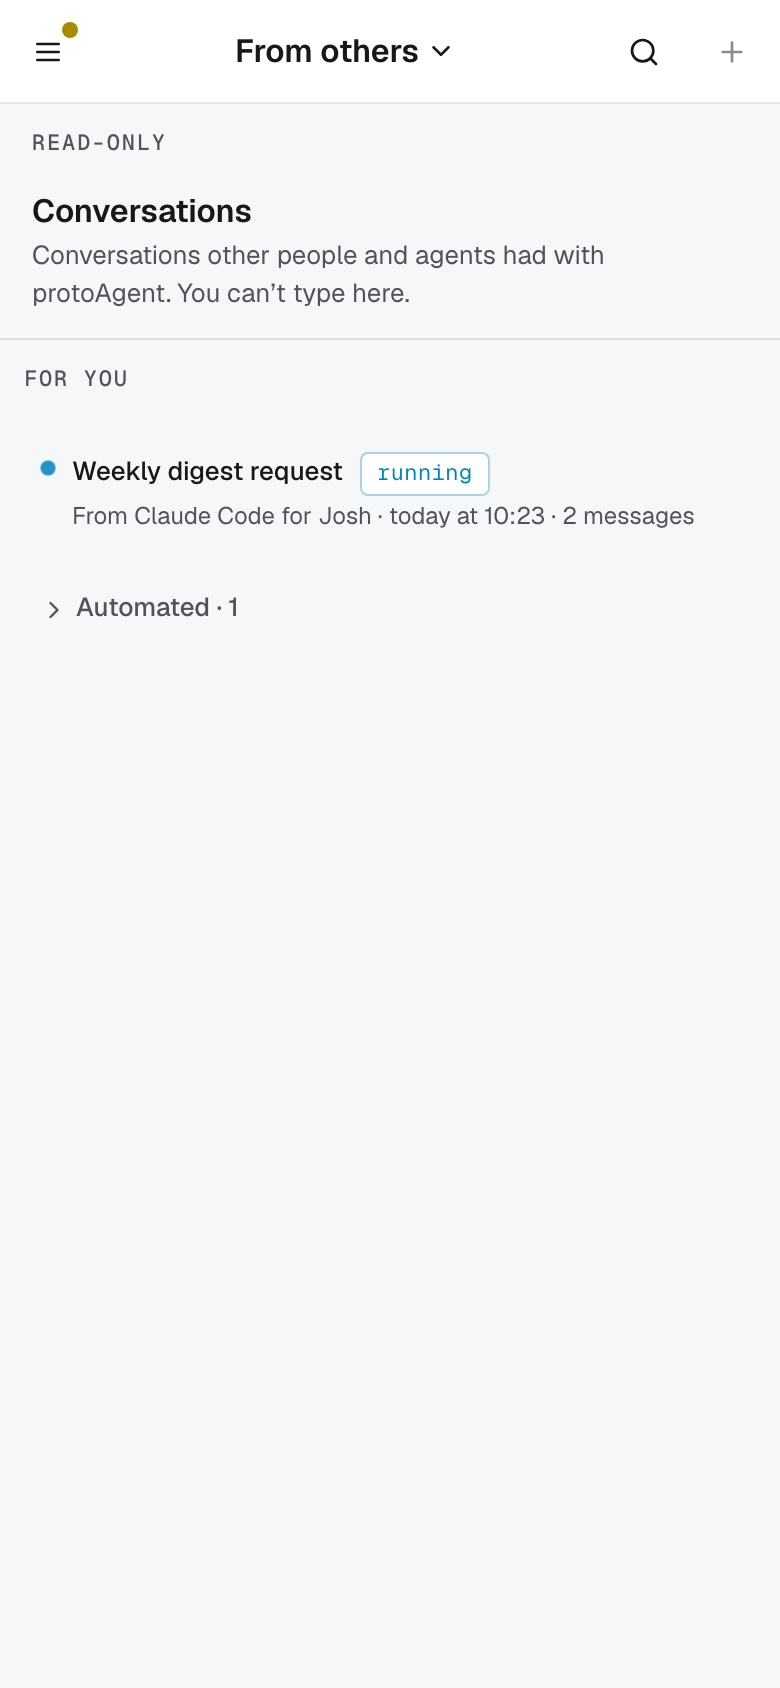 From others
READ-ONLY
Conversations
Conversations other people and agents had with
protoAgent. You can’t type here.
FOR YOU
Weekly digest request running
From Claude Code for Josh · today at 10:23 · 2 messages
Automated · 1